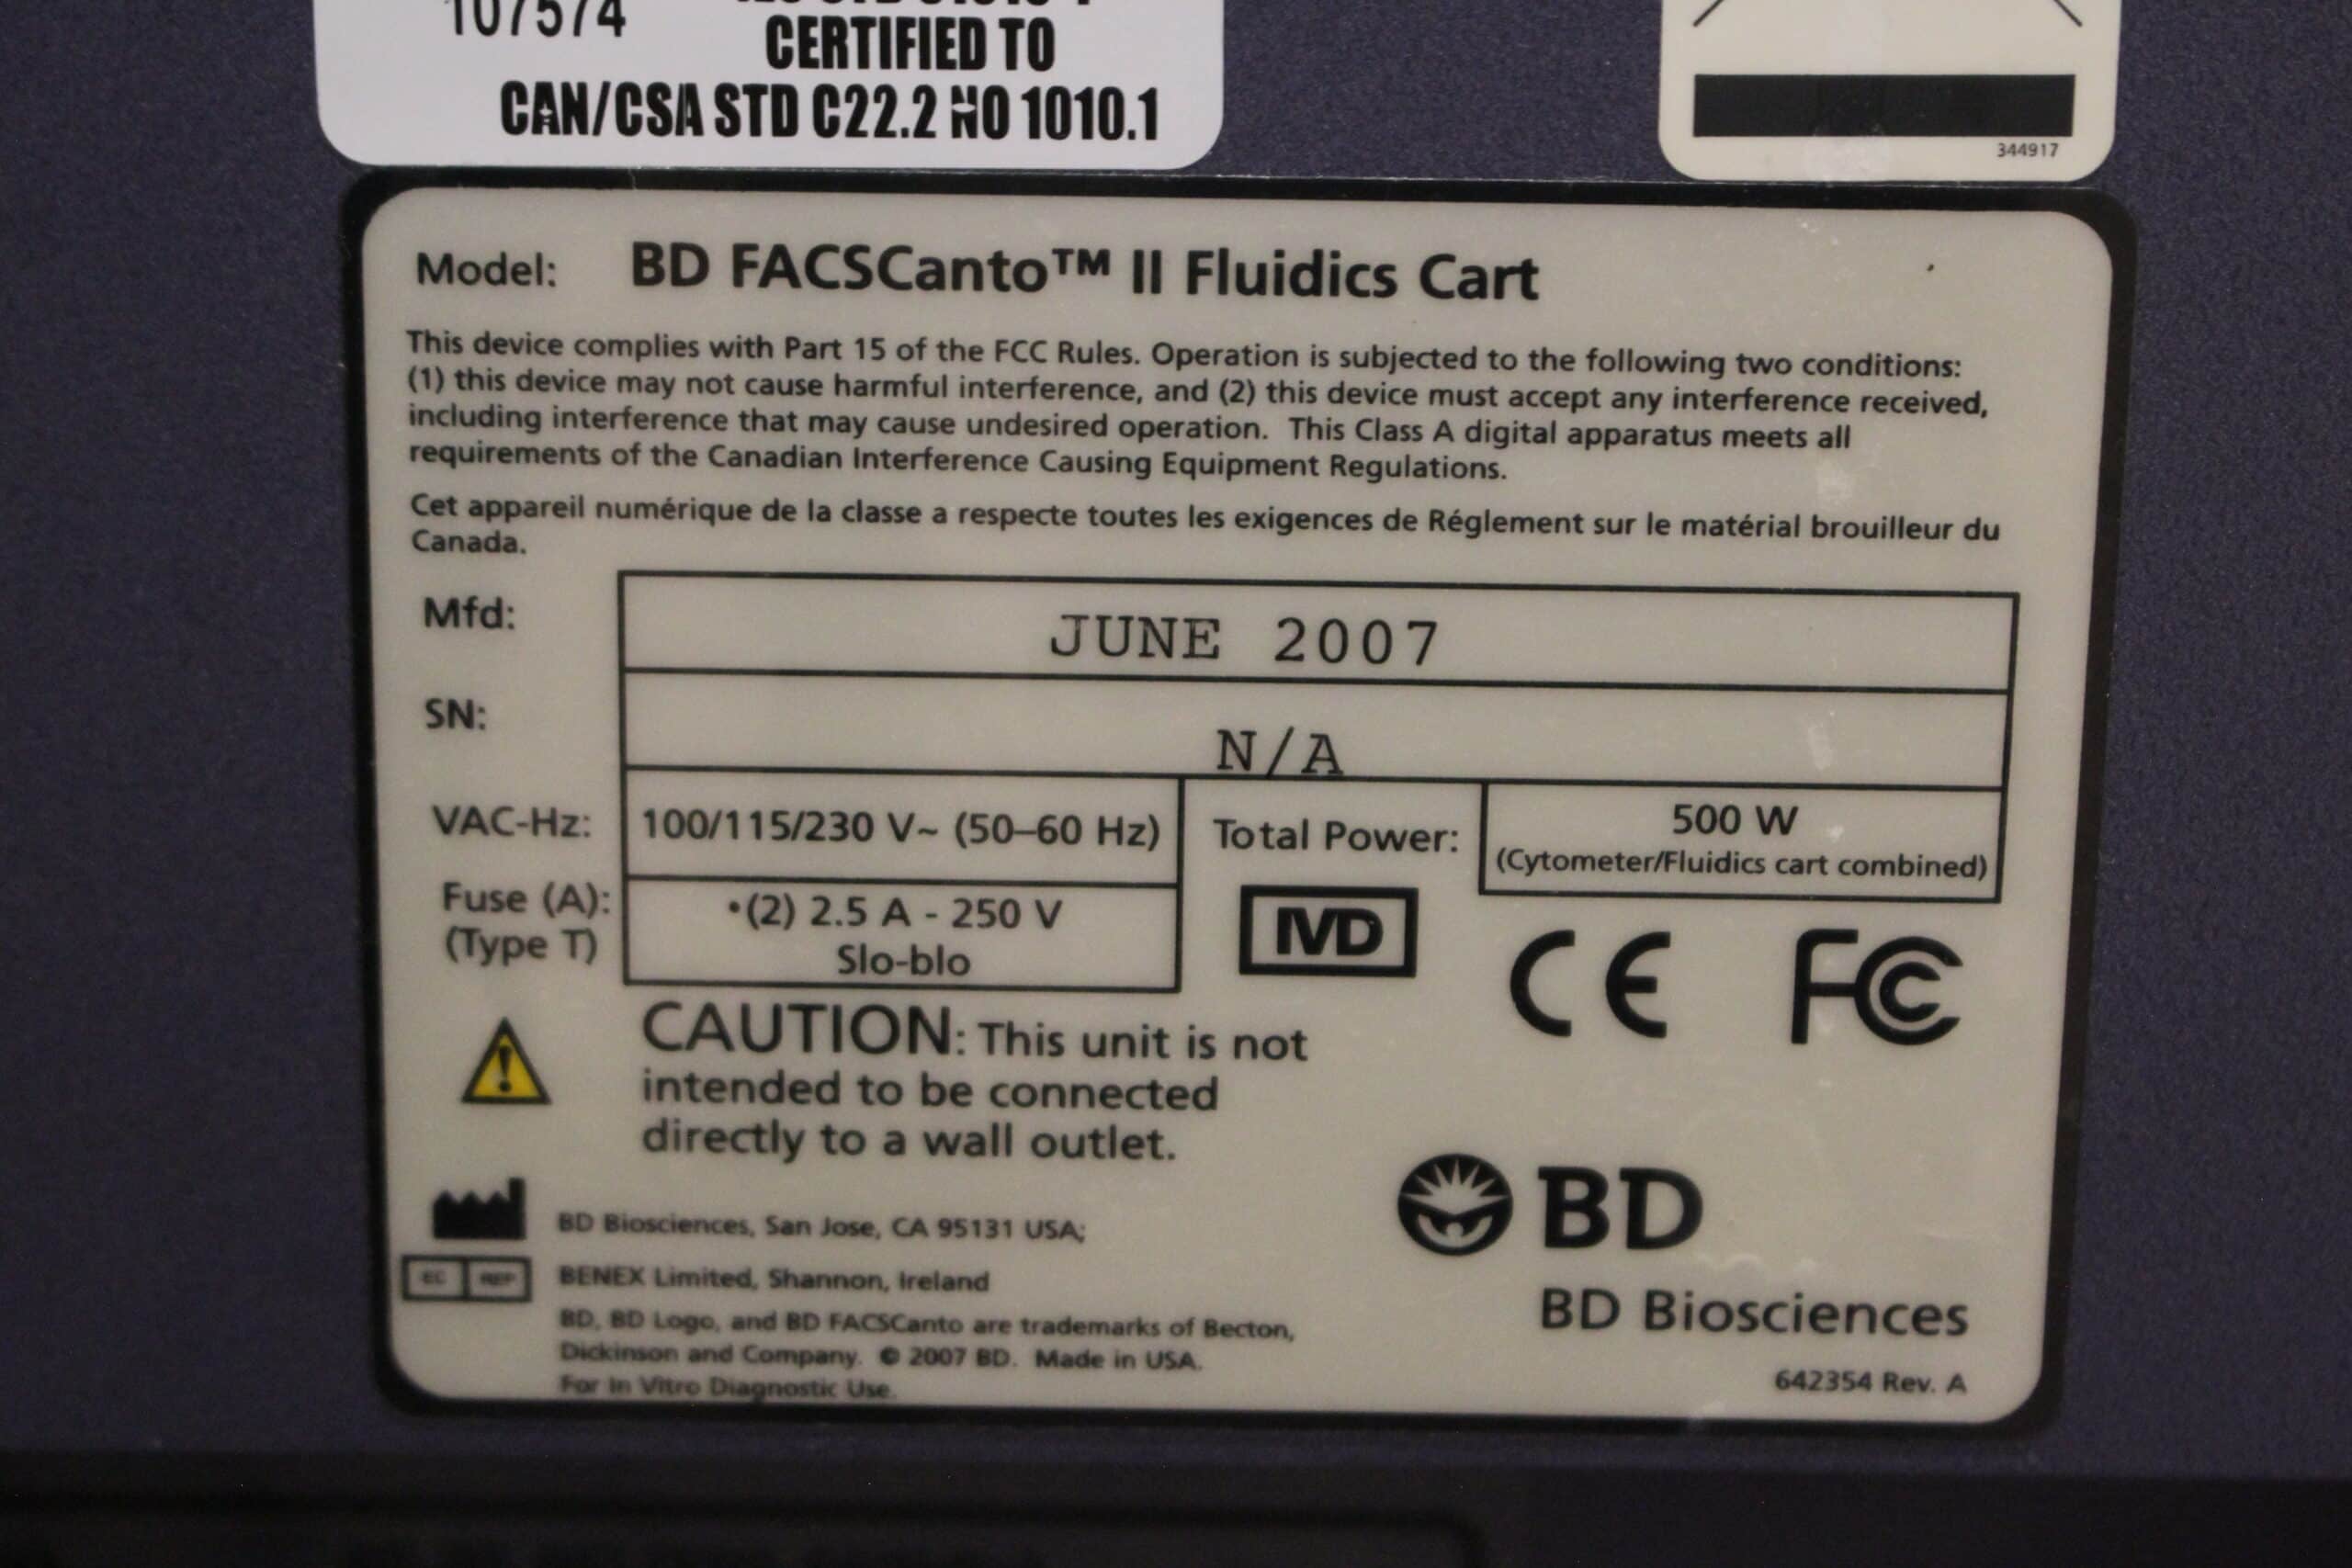 107574
CERTIFIED TO
CAN/CSA STD C22.2 NO 1010.1
344917
Model: BD FACSCanto™ II Fluidics Cart
This device complies with Part 15 of the FCC Rules. Operation is subjected to the following two conditions:
(1) this device may not cause harmful interference, and (2) this device must accept any interference received,
including interference that may cause undesired operation. This Class A digital apparatus meets all
requirements of the Canadian Interference Causing Equipment Regulations.
Cet appareil numérique de la classe a respecte toutes les exigences de Réglement sur le matérial brouilleur du
Canada.
Mfd: JUNE 2007
SN: N/A
VAC-Hz: 100/115/230 V~ (50–60 Hz) Total Power: 500 W
(Cytometer/Fluidics cart combined)
Fuse (A): •(2) 2.5 A - 250 V
(Type T) Slo-blo
IVD
CE FC
CAUTION: This unit is not
intended to be connected
directly to a wall outlet.
BD
BD Biosciences, San Jose, CA 95131 USA;
EC REP BENEX Limited, Shannon, Ireland
BD Biosciences
BD, BD Logo, and BD FACSCanto are trademarks of Becton,
Dickinson and Company. © 2007 BD. Made in USA.
For In Vitro Diagnostic Use.
642354 Rev. A